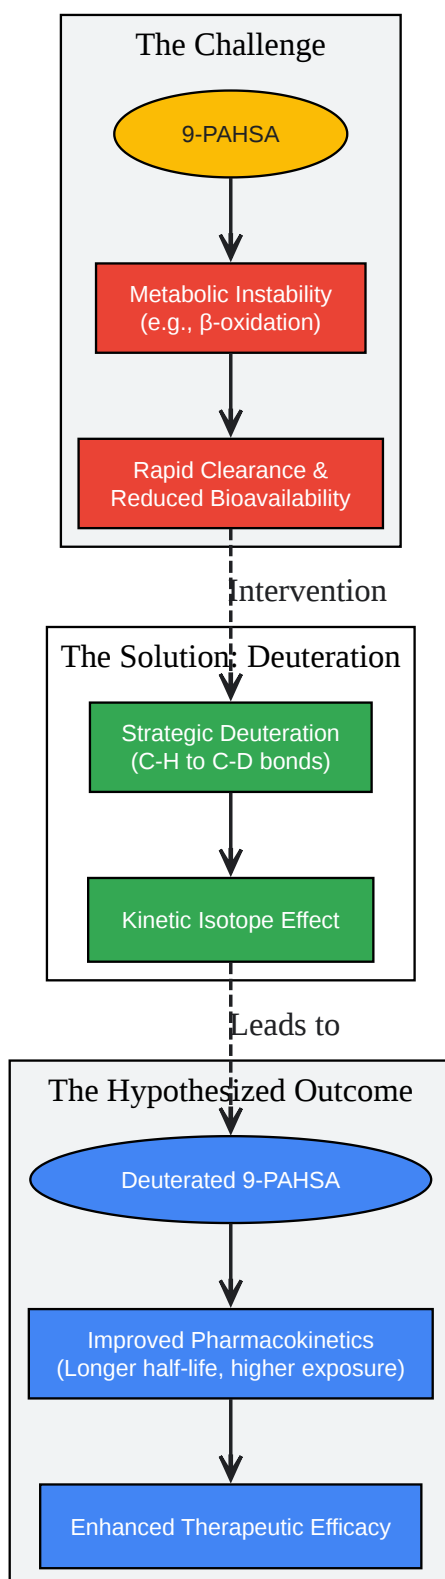 The Challenge
9-PAHSA
Metabolic Instability
(e.g., β-oxidation)
Rapid Clearance &
Reduced Bioavailability
Intervention
The Solution: Deuteration
Strategic Deuteration
(C-H to C-D bonds)
Kinetic Isotope Effect
Leads to
The Hypothesized Outcome
Deuterated 9-PAHSA
Improved Pharmacokinetics
(Longer half-life, higher exposure)
Enhanced Therapeutic Efficacy